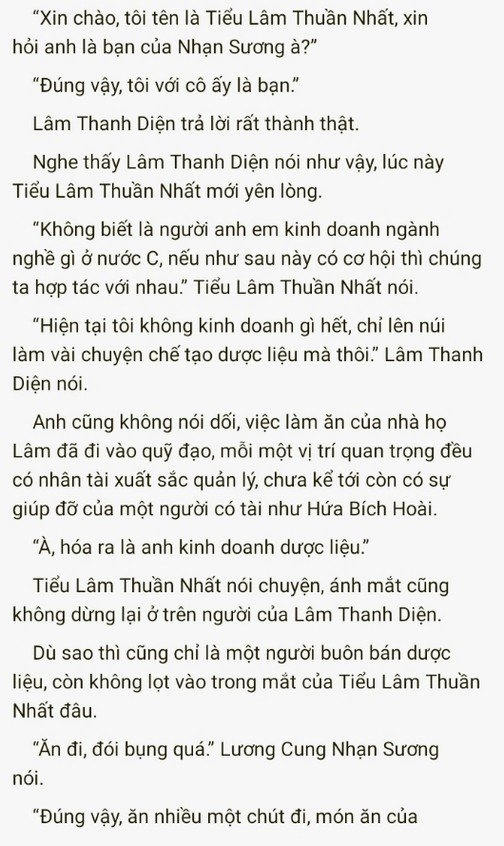 “Xin chào, tôi tên là Tiểu Lâm Thuần Nhất, xin
hỏi anh là bạn của Nhạn Sương à?”
“Đúng vậy, tôi với cô ấy là bạn.”
Lâm Thanh Diện trả lời rất thành thật.
Nghe thấy Lâm Thanh Diện nói như vậy, lúc này
Tiểu Lâm Thuần Nhất mới yên lòng.
“Không biết là người anh em kinh doanh ngành
nghề gì ở nước C, nếu như sau này có cơ hội thì chúng
ta hợp tác với nhau.” Tiểu Lâm Thuần Nhất nói.
“Hiện tại tôi không kinh doanh gì hết, chỉ lên núi
làm vài chuyện chế tạo dược liệu mà thôi.” Lâm Thanh
Diện nói.
Anh cũng không nói dối, việc làm ăn của nhà họ
Lâm đã đi vào quỹ đạo, mỗi một vị trí quan trọng đều
có nhân tài xuất sắc quản lý, chưa kể tới còn có sự
giúp đỡ của một người có tài như Hứa Bích Hoài.
“À, hóa ra là anh kinh doanh dược liệu.”
Tiểu Lâm Thuần Nhất nói chuyện, ánh mắt cũng
không dừng lại ở trên người của Lâm Thanh Diện.
Dù sao thì cũng chỉ là một người buôn bán dược
liệu, còn không lọt vào trong mắt của Tiểu Lâm Thuần
Nhất đâu.
“Ăn đi, đói bụng quá.” Lương Cung Nhạn Sương
nói.
“Đúng vậy, ăn nhiều một chút đi, món ăn của